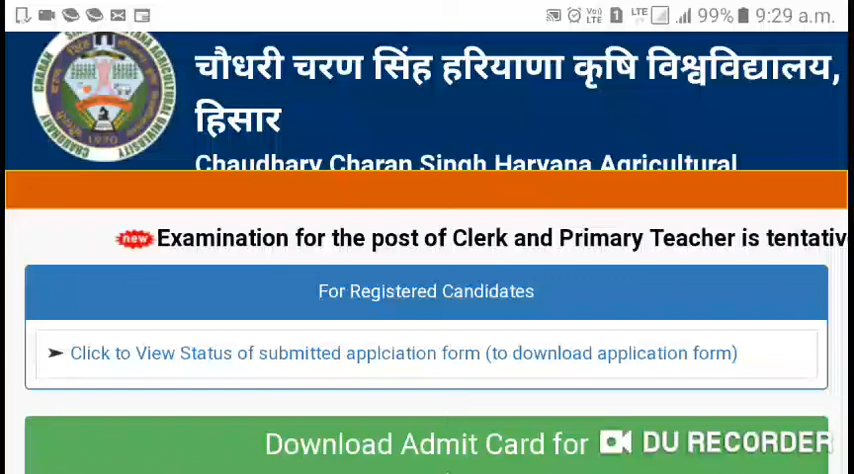 99% 9:29 a.m.
चौधरी चरण सिंह हरियाणा कृषि विश्वविद्यालय,
हिसार
Chaudhary Charan Singh Haryana Agricultural
new Examination for the post of Clerk and Primary Teacher is tentativ
For Registered Candidates
➤ Click to View Status of submitted applciation form (to download application form)
Download Admit Card for
DU RECORDER